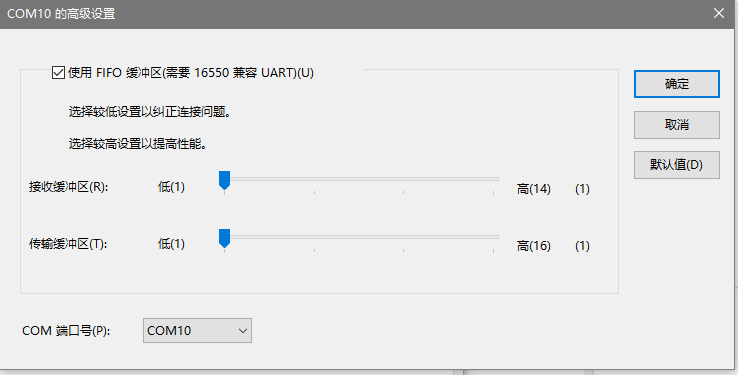 COM10 的高级设置
使用 FIFO 缓冲区(需要 16550 兼容 UART)(U)
确定
选择较低设置以纠正连接问题。
取消
选择较高设置以提高性能。
默认值(D)
接收缓冲区(R): 低(1) 高(14) (1)
传输缓冲区(T): 低(1) 高(16) (1)
COM 端口号(P): COM10